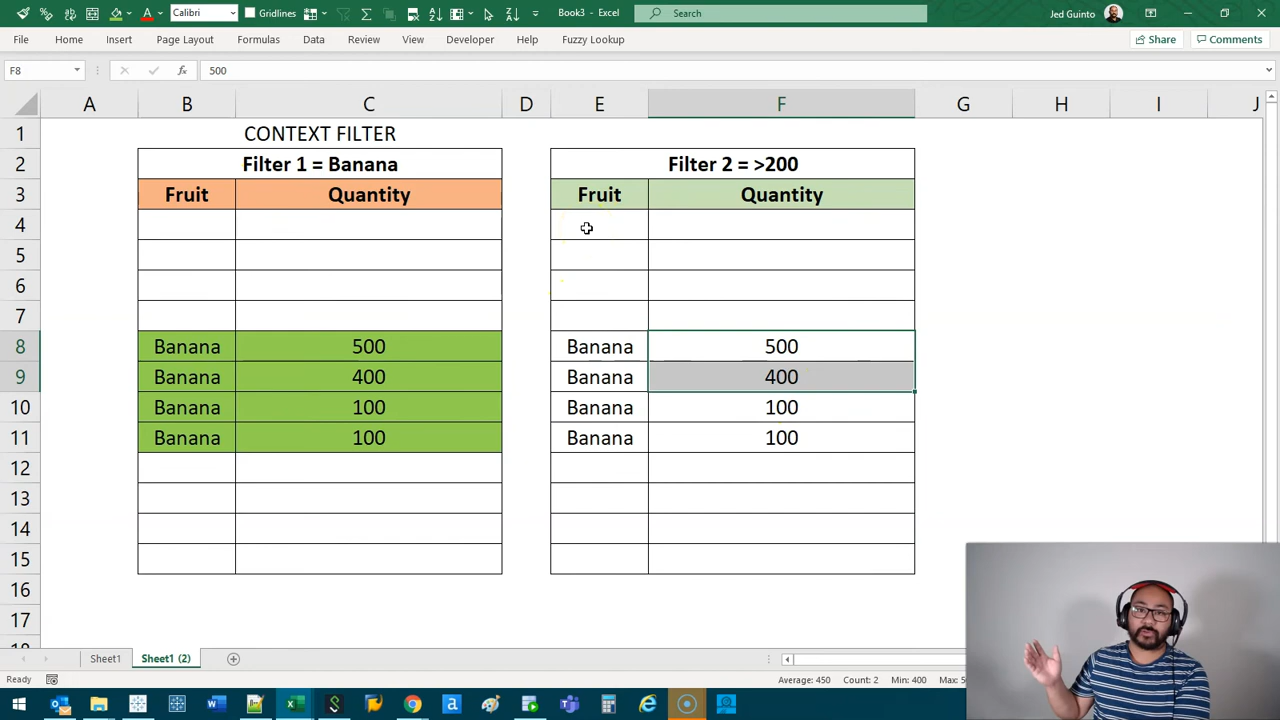 Calibri
Gridlines
Book3 - Excel
Search
Jed Guinto
File Home Insert Page Layout Formulas Data Review View Developer Help Fuzzy Lookup
Share Comments
F8 fx 500
A B C D E F G H I J
1 CONTEXT FILTER
2 Filter 1 = Banana Filter 2 = >200
3 Fruit Quantity Fruit Quantity
4
5
6
7
8 Banana 500 Banana 500
9 Banana 400 Banana 400
10 Banana 100 Banana 100
11 Banana 100 Banana 100
12
13
14
15
16
17
Sheet1 Sheet1 (2)
Ready Average: 450 Count: 2 Min: 400